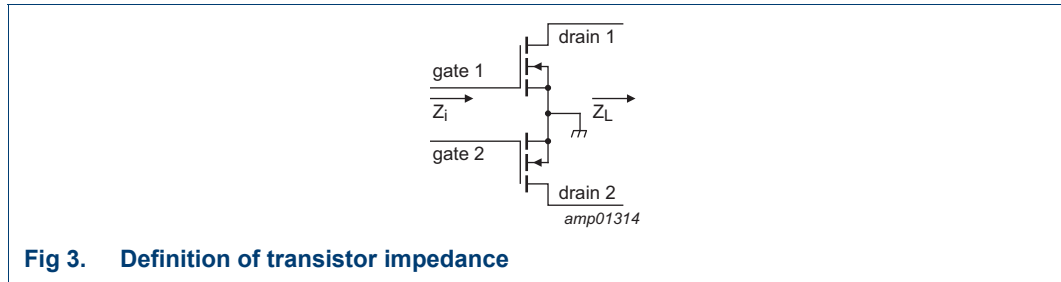 drain 1
gate 1
Zi
ZL
gate 2
drain 2
amp01314
Fig 3. Definition of transistor impedance